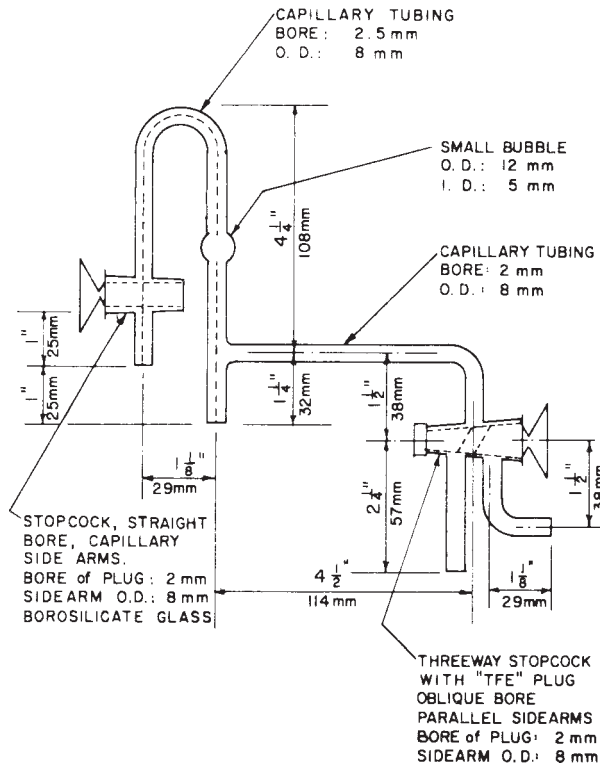 CAPILLARY TUBING
BORE: 2.5 mm
O. D.: 8 mm
SMALL BUBBLE
O. D.: 12 mm
I. D.: 5 mm
4 1/4"
108mm
CAPILLARY TUBING
BORE: 2 mm
O. D.: 8 mm
1"
25mm
1"
25mm
1 1/4"
32mm
1 1/2"
38mm
1 1/8"
29mm
2 1/4"
57mm
1 1/2"
38mm
STOPCOCK, STRAIGHT
BORE, CAPILLARY
SIDE ARMS.
BORE of PLUG: 2 mm
SIDEARM O.D.: 8 mm
BOROSILICATE GLASS
4 1/2"
114 mm
1 1/8"
29mm
THREEWAY STOPCOCK
WITH "TFE" PLUG
OBLIQUE BORE
PARALLEL SIDEARMS
BORE of PLUG: 2 mm
SIDEARM O.D.: 8 mm